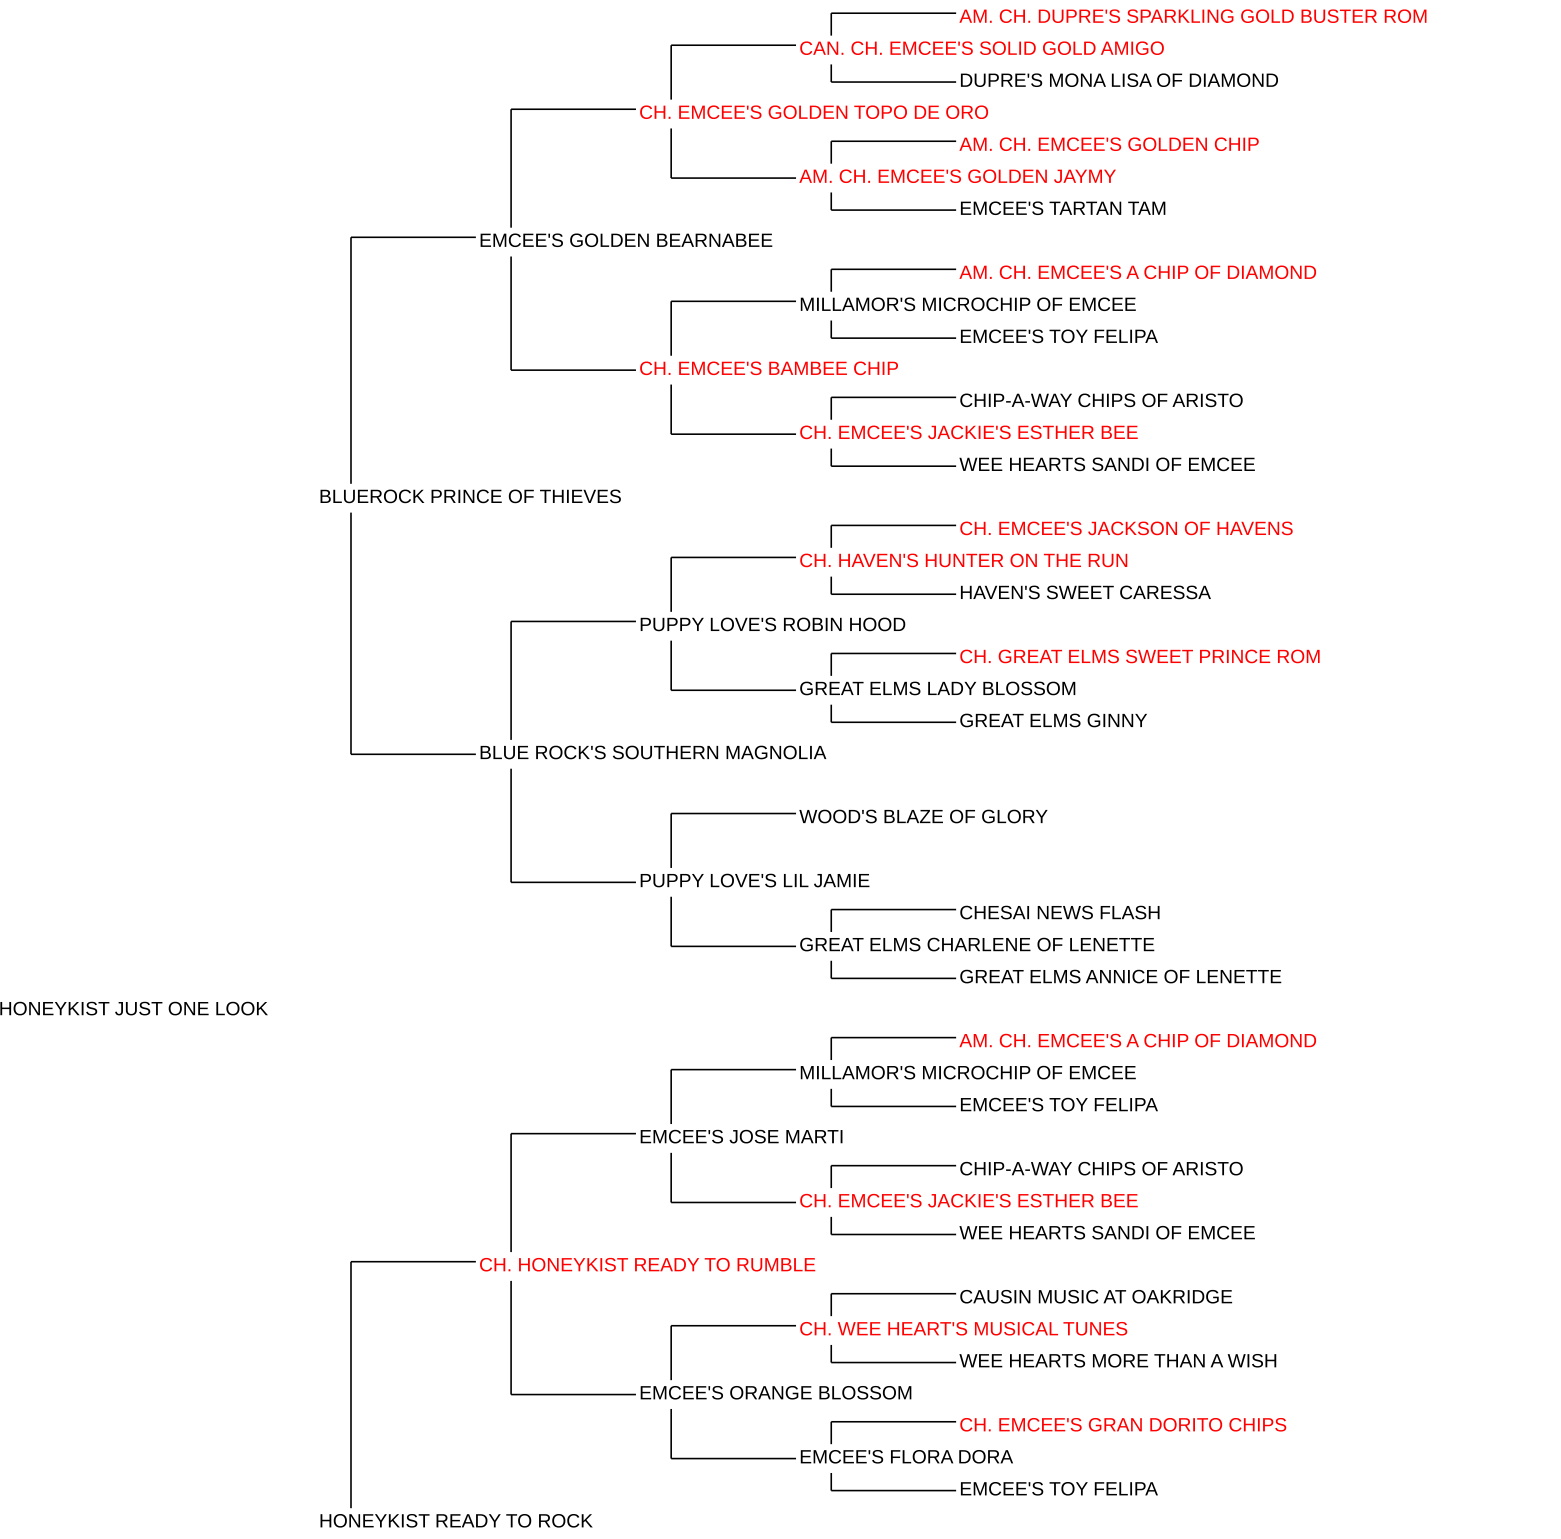 AM. CH. DUPRE'S SPARKLING GOLD BUSTER ROM
CAN. CH. EMCEE'S SOLID GOLD AMIGO
DUPRE'S MONA LISA OF DIAMOND
CH. EMCEE'S GOLDEN TOPO DE ORO
AM. CH. EMCEE'S GOLDEN CHIP
AM. CH. EMCEE'S GOLDEN JAYMY
EMCEE'S TARTAN TAM
EMCEE'S GOLDEN BEARNABEE
AM. CH. EMCEE'S A CHIP OF DIAMOND
MILLAMOR'S MICROCHIP OF EMCEE
EMCEE'S TOY FELIPA
CH. EMCEE'S BAMBEE CHIP
CHIP-A-WAY CHIPS OF ARISTO
CH. EMCEE'S JACKIE'S ESTHER BEE
WEE HEARTS SANDI OF EMCEE
BLUEROCK PRINCE OF THIEVES
CH. EMCEE'S JACKSON OF HAVENS
CH. HAVEN'S HUNTER ON THE RUN
HAVEN'S SWEET CARESSA
PUPPY LOVE'S ROBIN HOOD
CH. GREAT ELMS SWEET PRINCE ROM
GREAT ELMS LADY BLOSSOM
GREAT ELMS GINNY
BLUE ROCK'S SOUTHERN MAGNOLIA
WOOD'S BLAZE OF GLORY
PUPPY LOVE'S LIL JAMIE
CHESAI NEWS FLASH
GREAT ELMS CHARLENE OF LENETTE
GREAT ELMS ANNICE OF LENETTE
HONEYKIST JUST ONE LOOK
AM. CH. EMCEE'S A CHIP OF DIAMOND
MILLAMOR'S MICROCHIP OF EMCEE
EMCEE'S TOY FELIPA
EMCEE'S JOSE MARTI
CHIP-A-WAY CHIPS OF ARISTO
CH. EMCEE'S JACKIE'S ESTHER BEE
WEE HEARTS SANDI OF EMCEE
CH. HONEYKIST READY TO RUMBLE
CAUSIN MUSIC AT OAKRIDGE
CH. WEE HEART'S MUSICAL TUNES
WEE HEARTS MORE THAN A WISH
EMCEE'S ORANGE BLOSSOM
CH. EMCEE'S GRAN DORITO CHIPS
EMCEE'S FLORA DORA
EMCEE'S TOY FELIPA
HONEYKIST READY TO ROCK